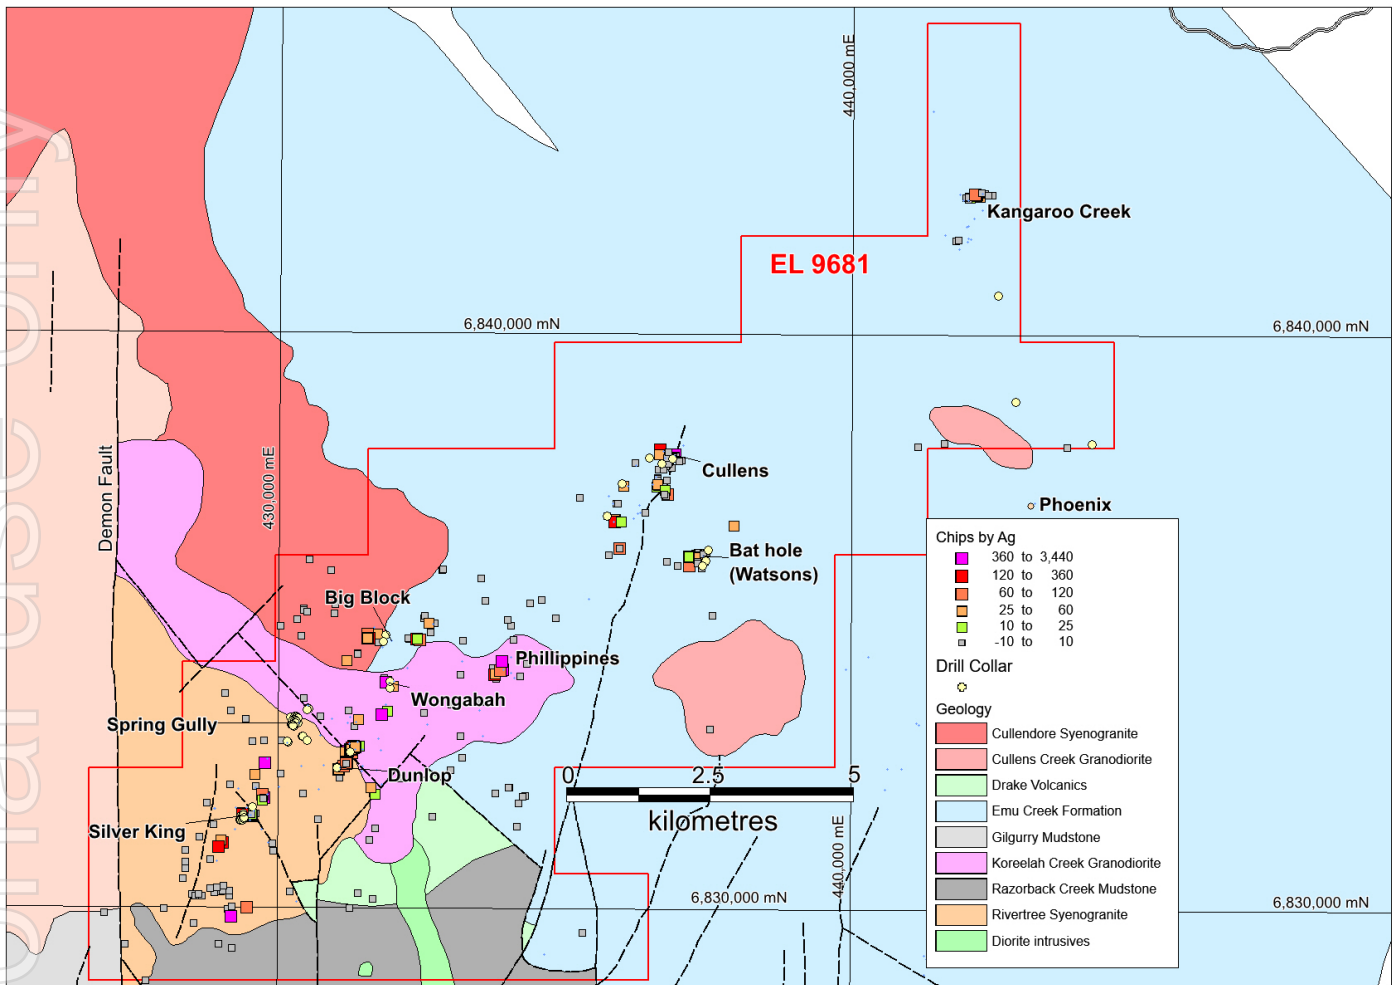 440,000 mE
Kangaroo Creek
EL 9681
6,840,000 mN
6,840,000 mN
Demon Fault
430,000 mE
Cullens
Phoenix
Bat hole
(Watsons)
Big Block
Phillippines
Wongabah
Spring Gully
Dunlop
Silver King
0 2.5 5
kilometres
440,000 mE
6,830,000 mN
6,830,000 mN
Chips by Ag
360 to 3,440
120 to 360
60 to 120
25 to 60
10 to 25
-10 to 10
Drill Collar
Geology
Cullendore Syenogranite
Cullens Creek Granodiorite
Drake Volcanics
Emu Creek Formation
Gilgurry Mudstone
Koreelah Creek Granodiorite
Razorback Creek Mudstone
Rivertree Syenogranite
Diorite intrusives